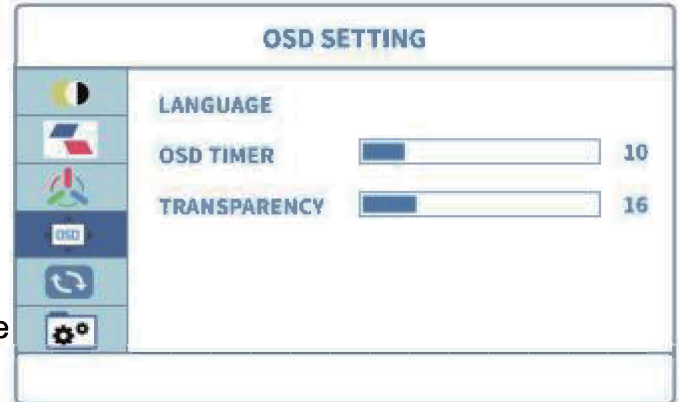 OSD SETTING
LANGUAGE
OSD TIMER 10
TRANSPARENCY 16
OSD
e